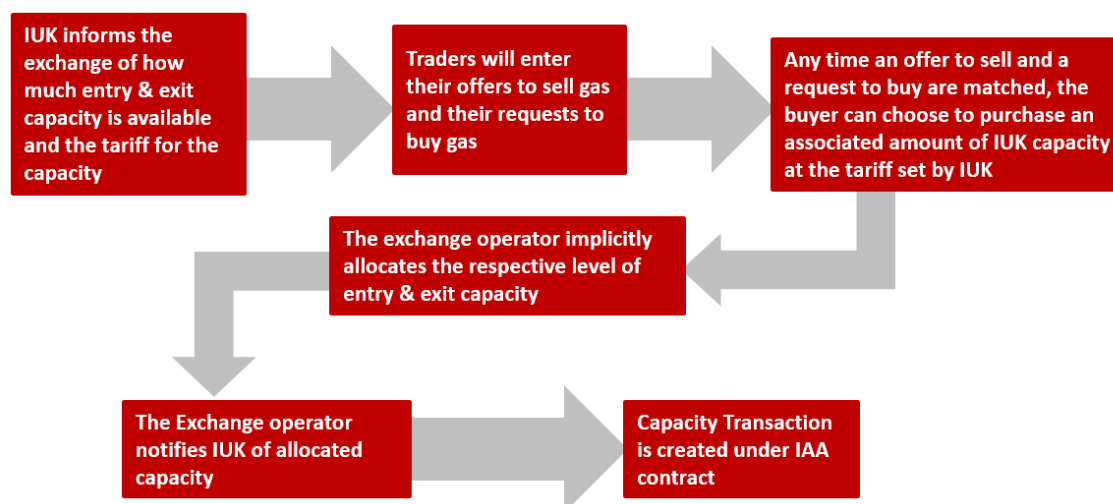 IUK informs the
exchange of how
much entry & exit
capacity is available
and the tariff for the
capacity
Traders will enter
their offers to sell gas
and their requests to
buy gas
Any time an offer to sell and a
request to buy are matched, the
buyer can choose to purchase an
associated amount of IUK capacity
at the tariff set by IUK
The exchange operator implicitly
allocates the respective level of
entry & exit capacity
The Exchange operator
notifies IUK of allocated
capacity
Capacity Transaction
is created under IAA
contract